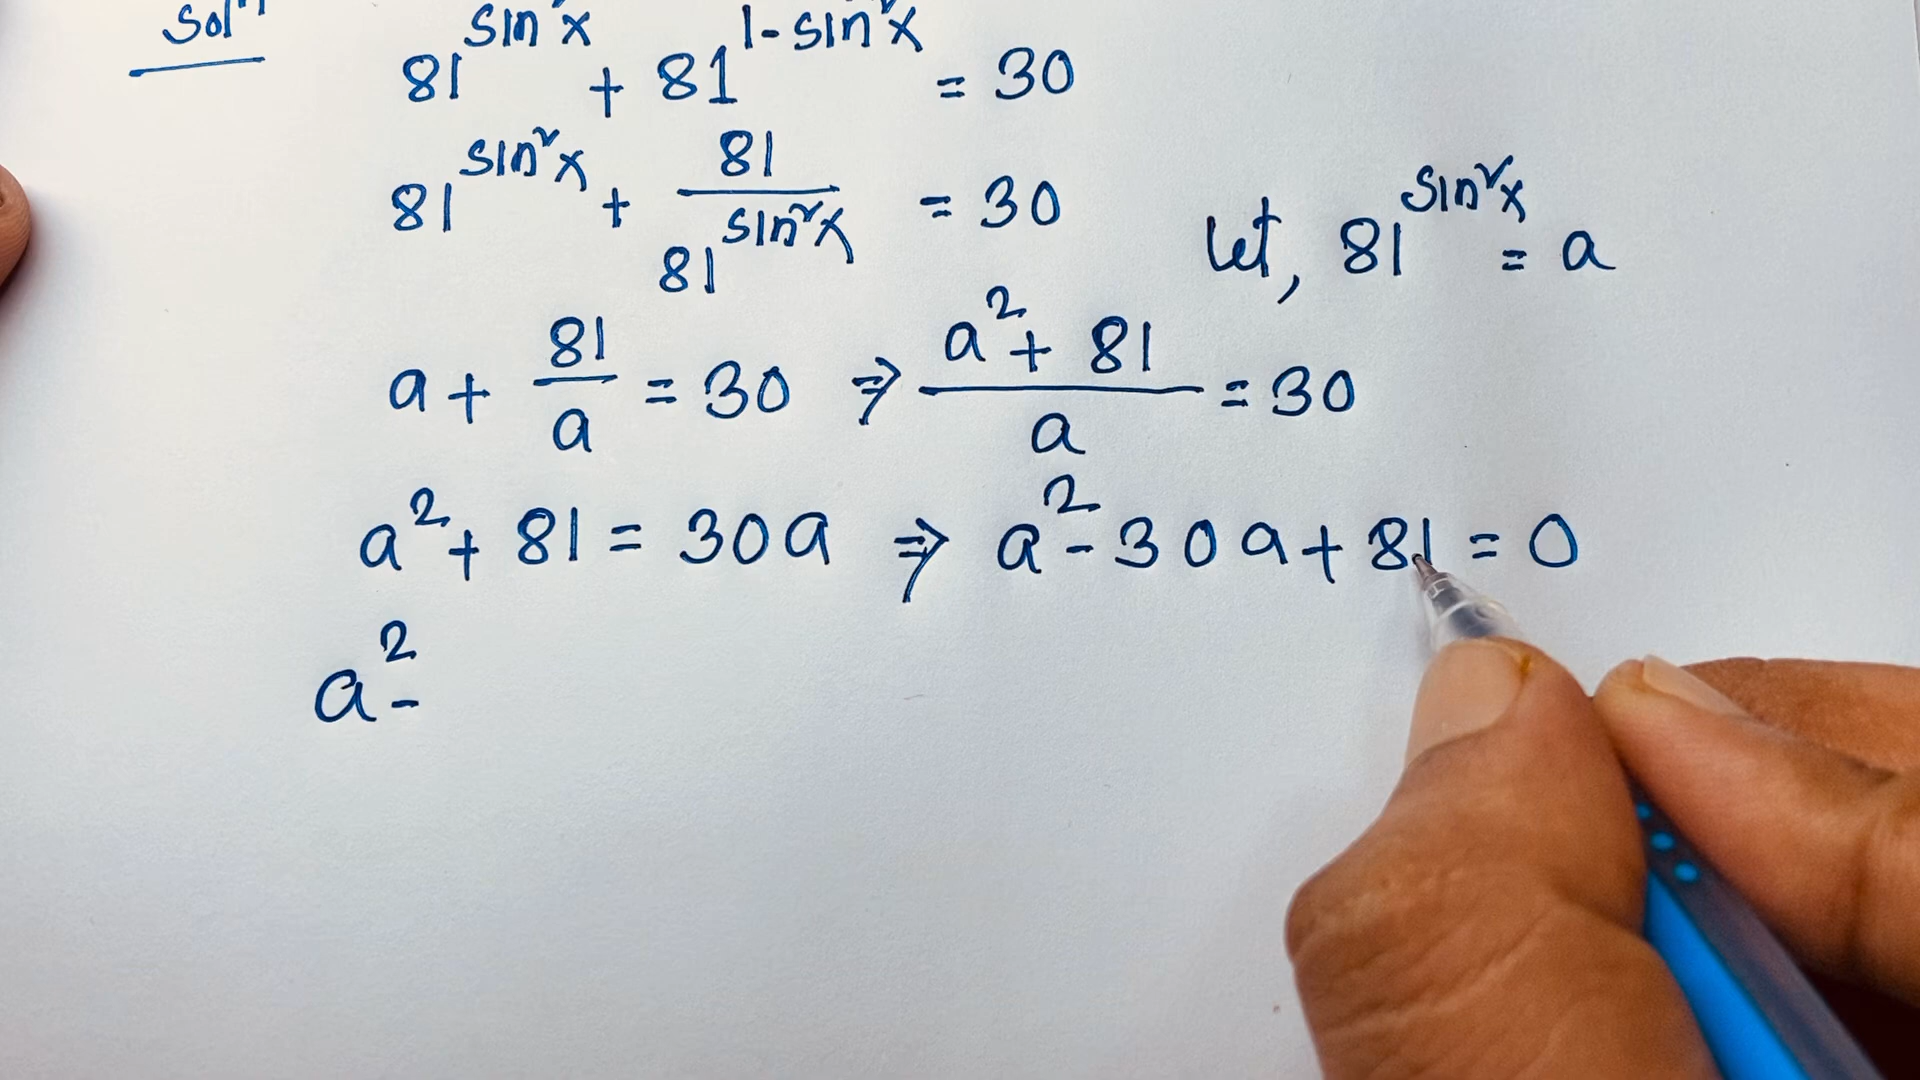 Solⁿ
81^sin²x + 81^1-sin²x = 30
81^sin²x + 81/81^sin²x = 30
Let, 81^sin²x = a
a + 81/a = 30 ⇒ a²+ 81/a = 30
a² + 81 = 30a ⇒ a² - 30a + 81 = 0
a² -